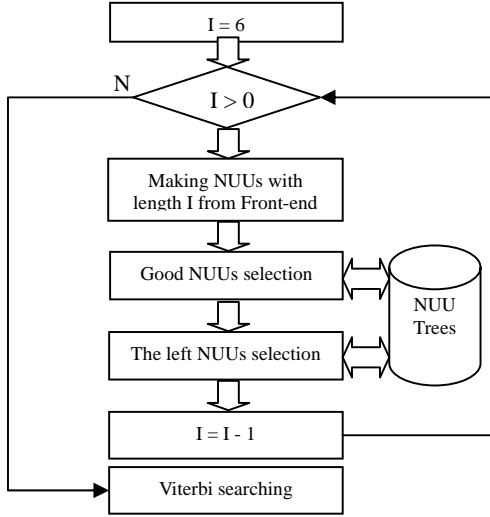 I = 6
N
I > 0
Making NUUs with
length I from Front-end
Good NUUs selection
NUU
Trees
The left NUUs selection
I = I - 1
Viterbi searching